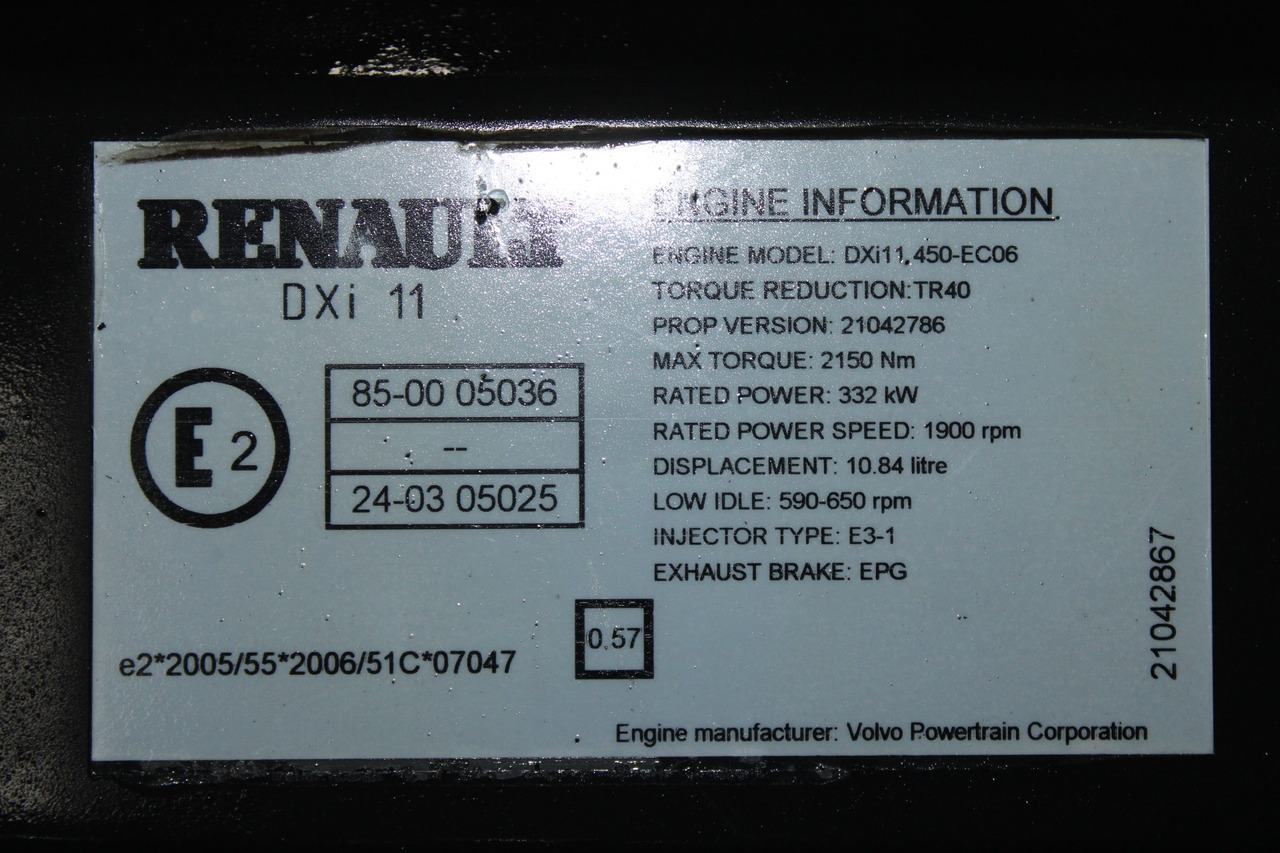 RENAULT
DXi 11
E 2
85-00 05036
--
24-03 05025
e2*2005/55*2006/51C*07047
0.57
ENGINE INFORMATION
ENGINE MODEL: DXi11,450-EC06
TORQUE REDUCTION:TR40
PROP VERSION: 21042786
MAX TORQUE: 2150 Nm
RATED POWER: 332 kW
RATED POWER SPEED: 1900 rpm
DISPLACEMENT: 10.84 litre
LOW IDLE: 590-650 rpm
INJECTOR TYPE: E3-1
EXHAUST BRAKE: EPG
21042867
Engine manufacturer: Volvo Powertrain Corporation